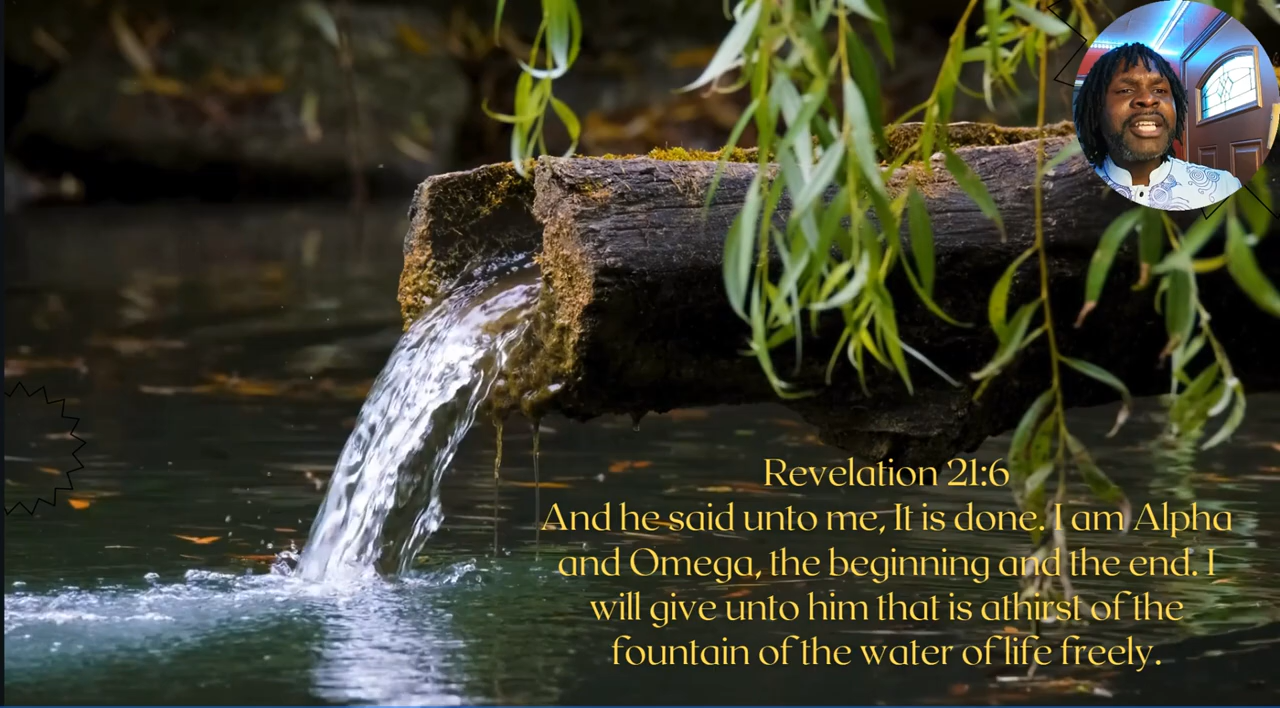 Revelation 21:6
And he said unto me, It is done. I am Alpha
and Omega, the beginning and the end. I
will give unto him that is athirst of the
fountain of the water of life freely.